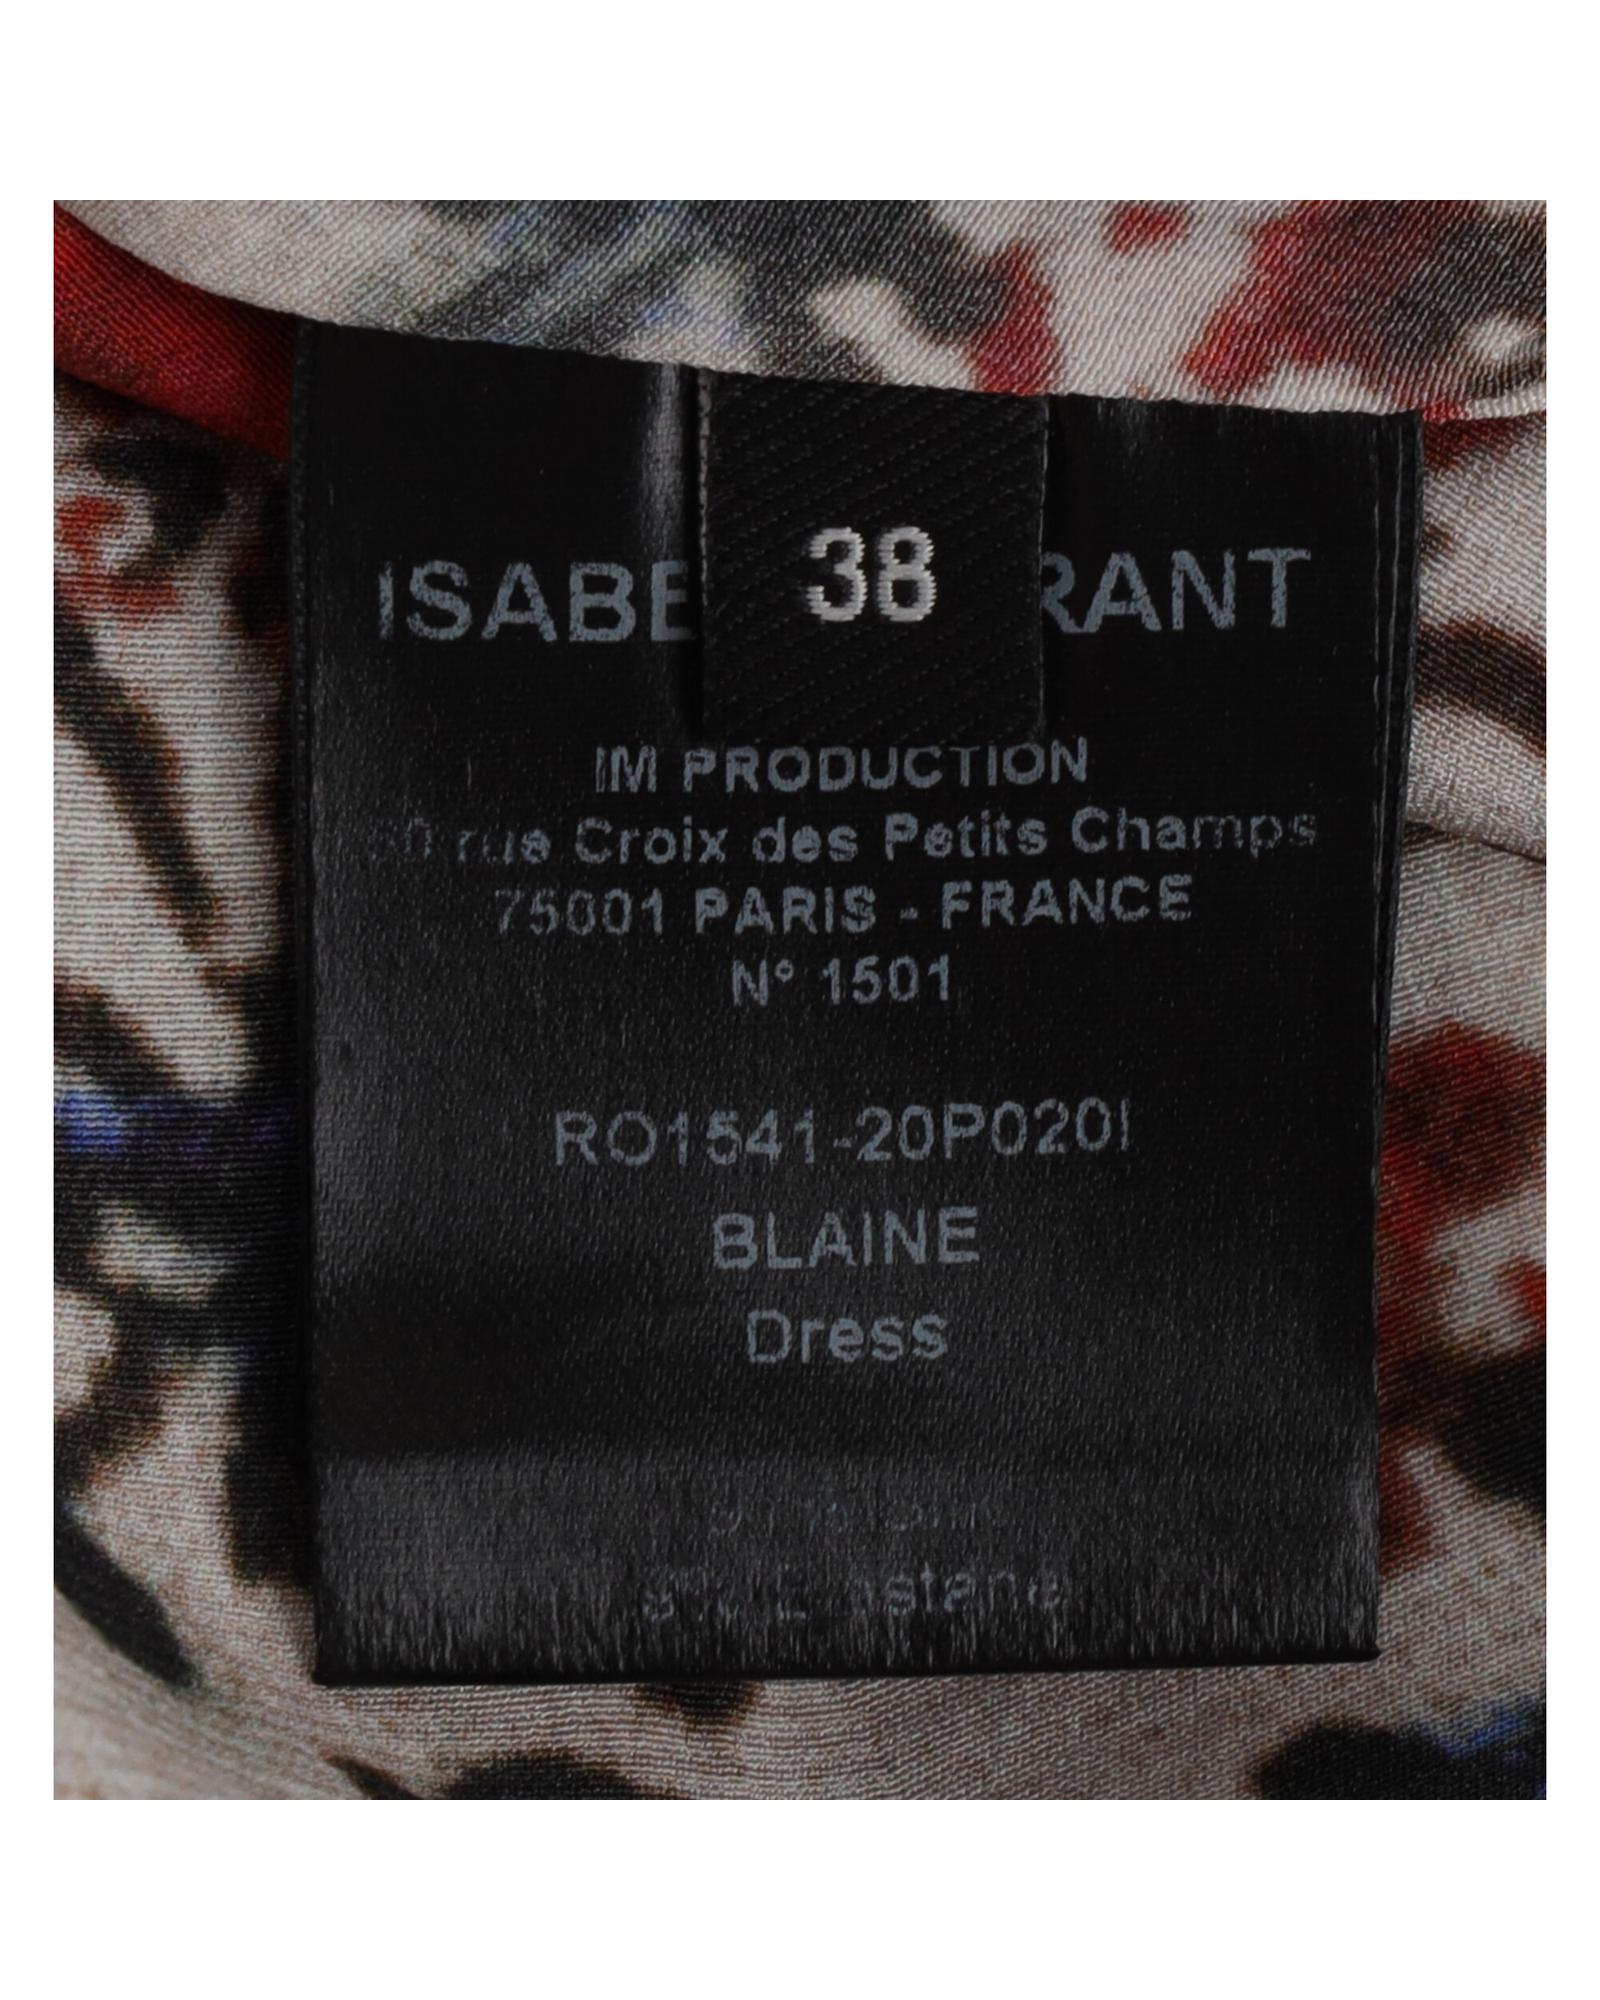 38
ISABE RANT
IM PRODUCTION
rue Croix des Petits Champs
75001 PARIS - FRANCE
N° 1501
RO1541-20P020I
BLAINE
Dress